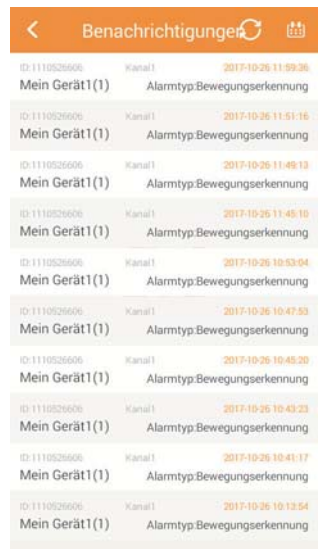 Benachrichtigungen
ID:1110526606 Kanal1 2017-10-26 11:59:36
Mein Gerät1(1) Alarmtyp:Bewegungserkennung
ID:1110526606 Kanal1 2017-10-26 11:51:16
Mein Gerät1(1) Alarmtyp:Bewegungserkennung
ID:1110526606 Kanal1 2017-10-26 11:49:13
Mein Gerät1(1) Alarmtyp:Bewegungserkennung
ID:1110526606 Kanal1 2017-10-26 11:45:10
Mein Gerät1(1) Alarmtyp:Bewegungserkennung
ID:1110526606 Kanal1 2017-10-26 10:53:04
Mein Gerät1(1) Alarmtyp:Bewegungserkennung
ID:1110526606 Kanal1 2017-10-26 10:47:53
Mein Gerät1(1) Alarmtyp:Bewegungserkennung
ID:1110526606 Kanal1 2017-10-26 10:45:20
Mein Gerät1(1) Alarmtyp:Bewegungserkennung
ID:1110526606 Kanal1 2017-10-26 10:43:23
Mein Gerät1(1) Alarmtyp:Bewegungserkennung
ID:1110526606 Kanal1 2017-10-26 10:41:17
Mein Gerät1(1) Alarmtyp:Bewegungserkennung
ID:1110526606 Kanal1 2017-10-26 10:13:54
Mein Gerät1(1) Alarmtyp:Bewegungserkennung